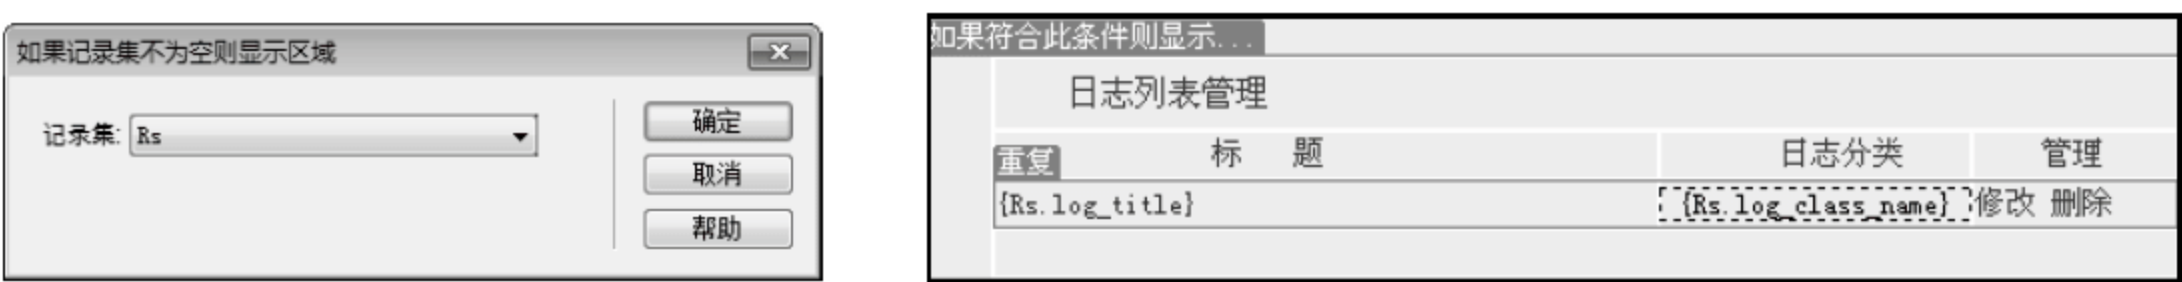 如果记录集不为空则显示区域
记录集: Rs
确定
取消
帮助
如果符合此条件则显示...
日志列表管理
重复 标 题 日志分类 管理
{Rs.log_title} {Rs.log_class_name} 修改 删除